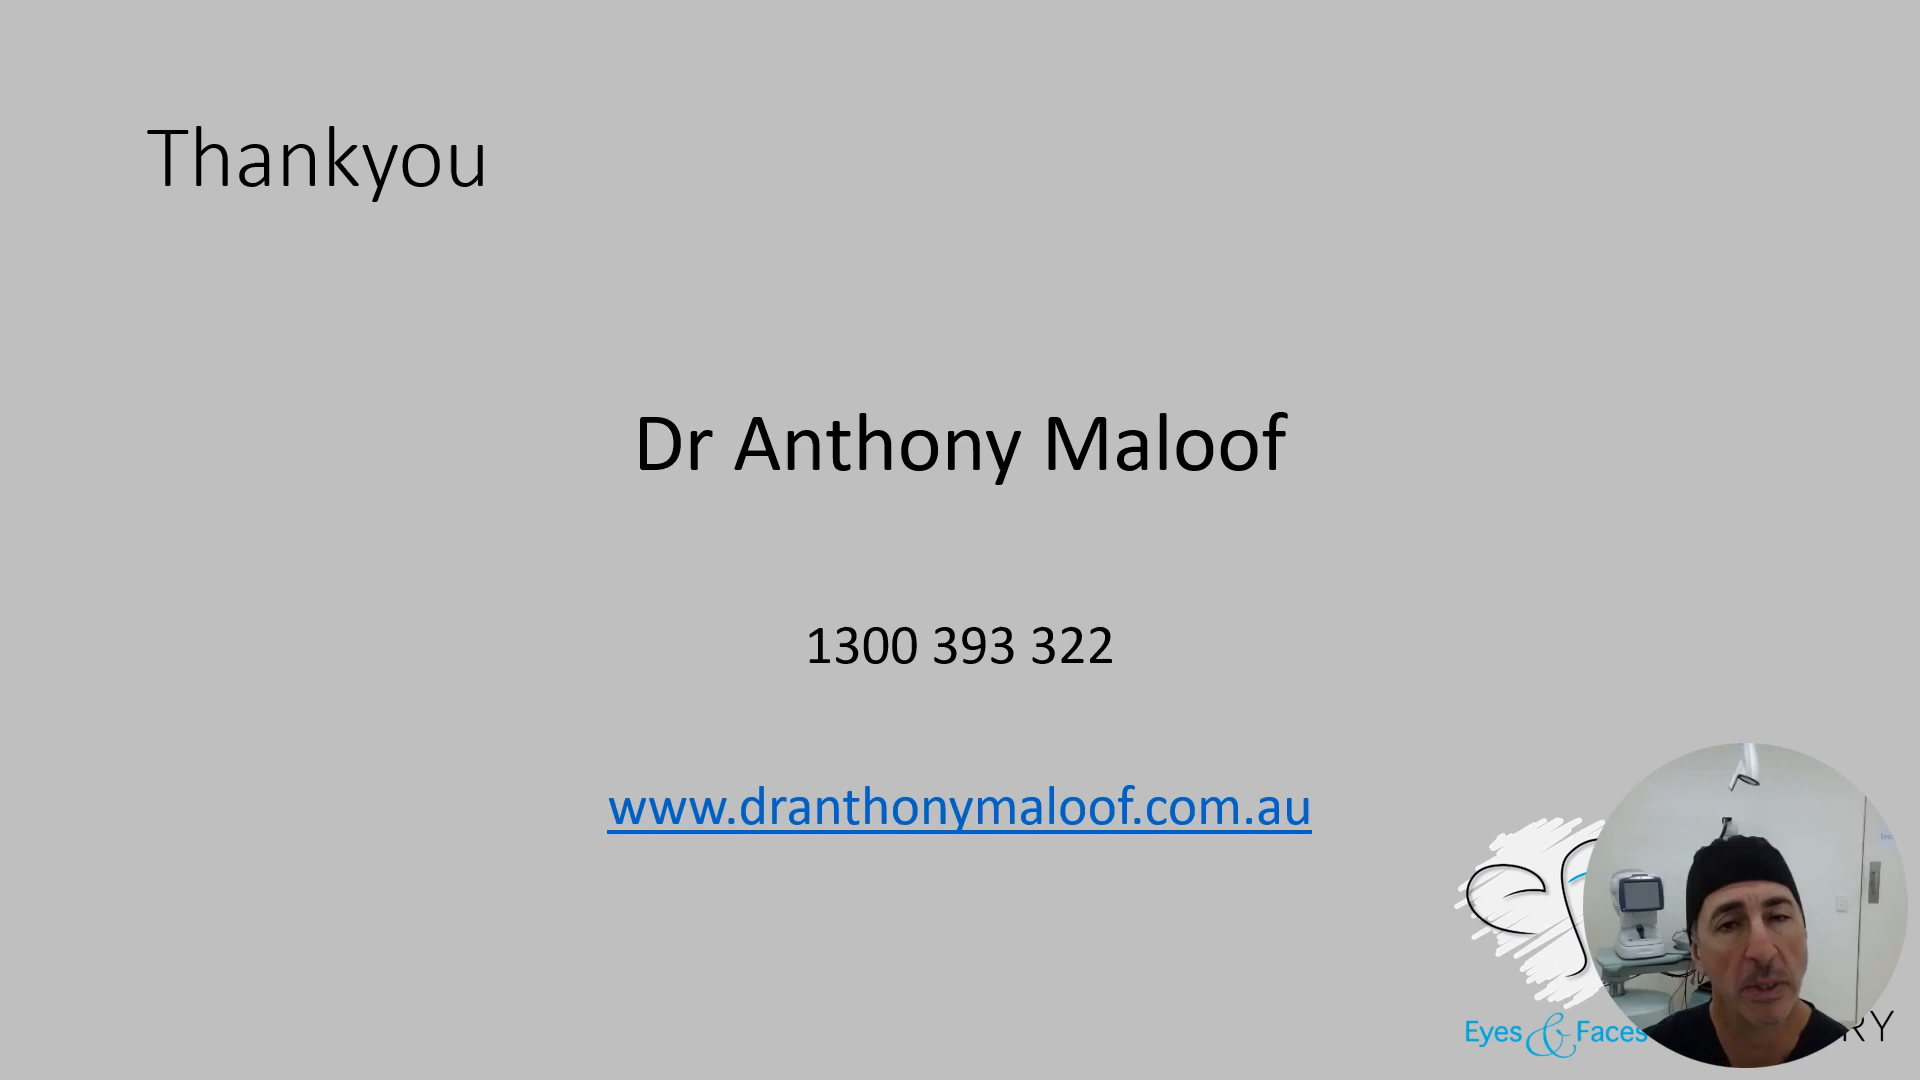 Thankyou
Dr Anthony Maloof
1300 393 322
www.dranthonymaloof.com.au
Eyes & Faces